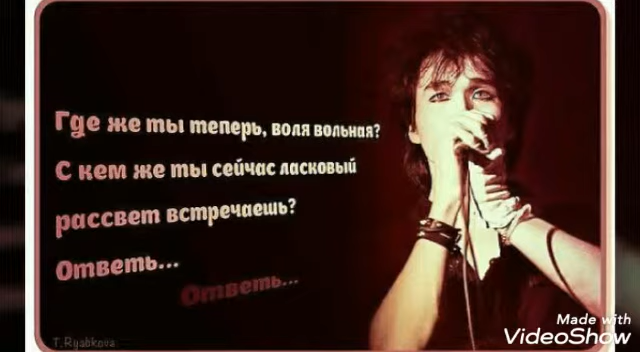 Где же ты теперь, воля вольная?
С кем же ты сейчас ласковый
рассвет встречаешь?
Ответь...
Ответь...
T.Ryabkova
Made with
VideoShow